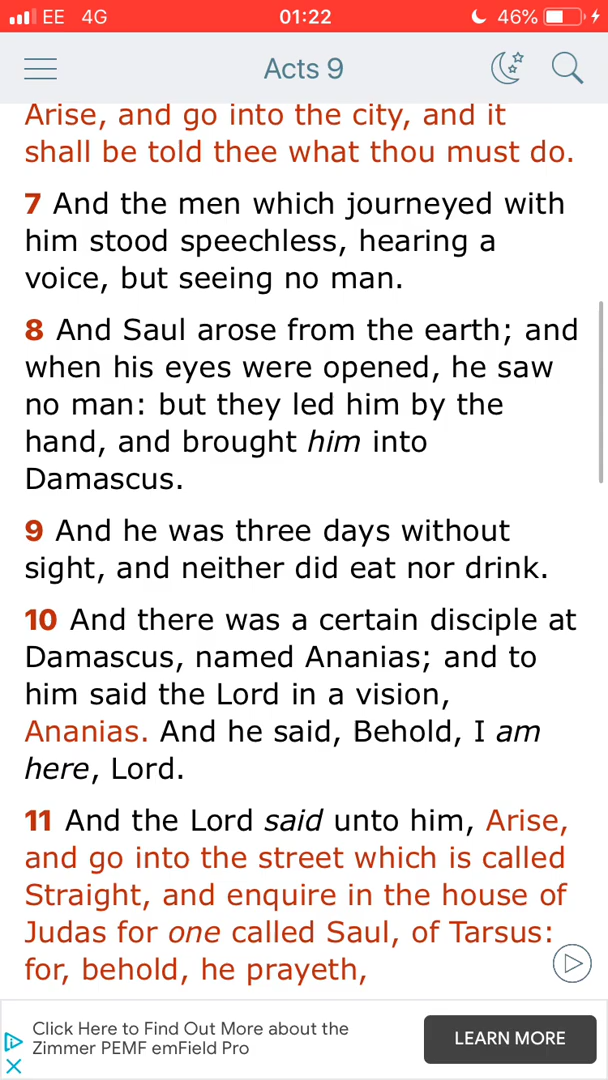 EE 4G 01:22 46%
Acts 9
Arise, and go into the city, and it
shall be told thee what thou must do.
7 And the men which journeyed with
him stood speechless, hearing a
voice, but seeing no man.
8 And Saul arose from the earth; and
when his eyes were opened, he saw
no man: but they led him by the
hand, and brought him into
Damascus.
9 And he was three days without
sight, and neither did eat nor drink.
10 And there was a certain disciple at
Damascus, named Ananias; and to
him said the Lord in a vision,
Ananias. And he said, Behold, I am
here, Lord.
11 And the Lord said unto him, Arise,
and go into the street which is called
Straight, and enquire in the house of
Judas for one called Saul, of Tarsus:
for, behold, he prayeth,
Click Here to Find Out More about the
Zimmer PEMF emField Pro
LEARN MORE